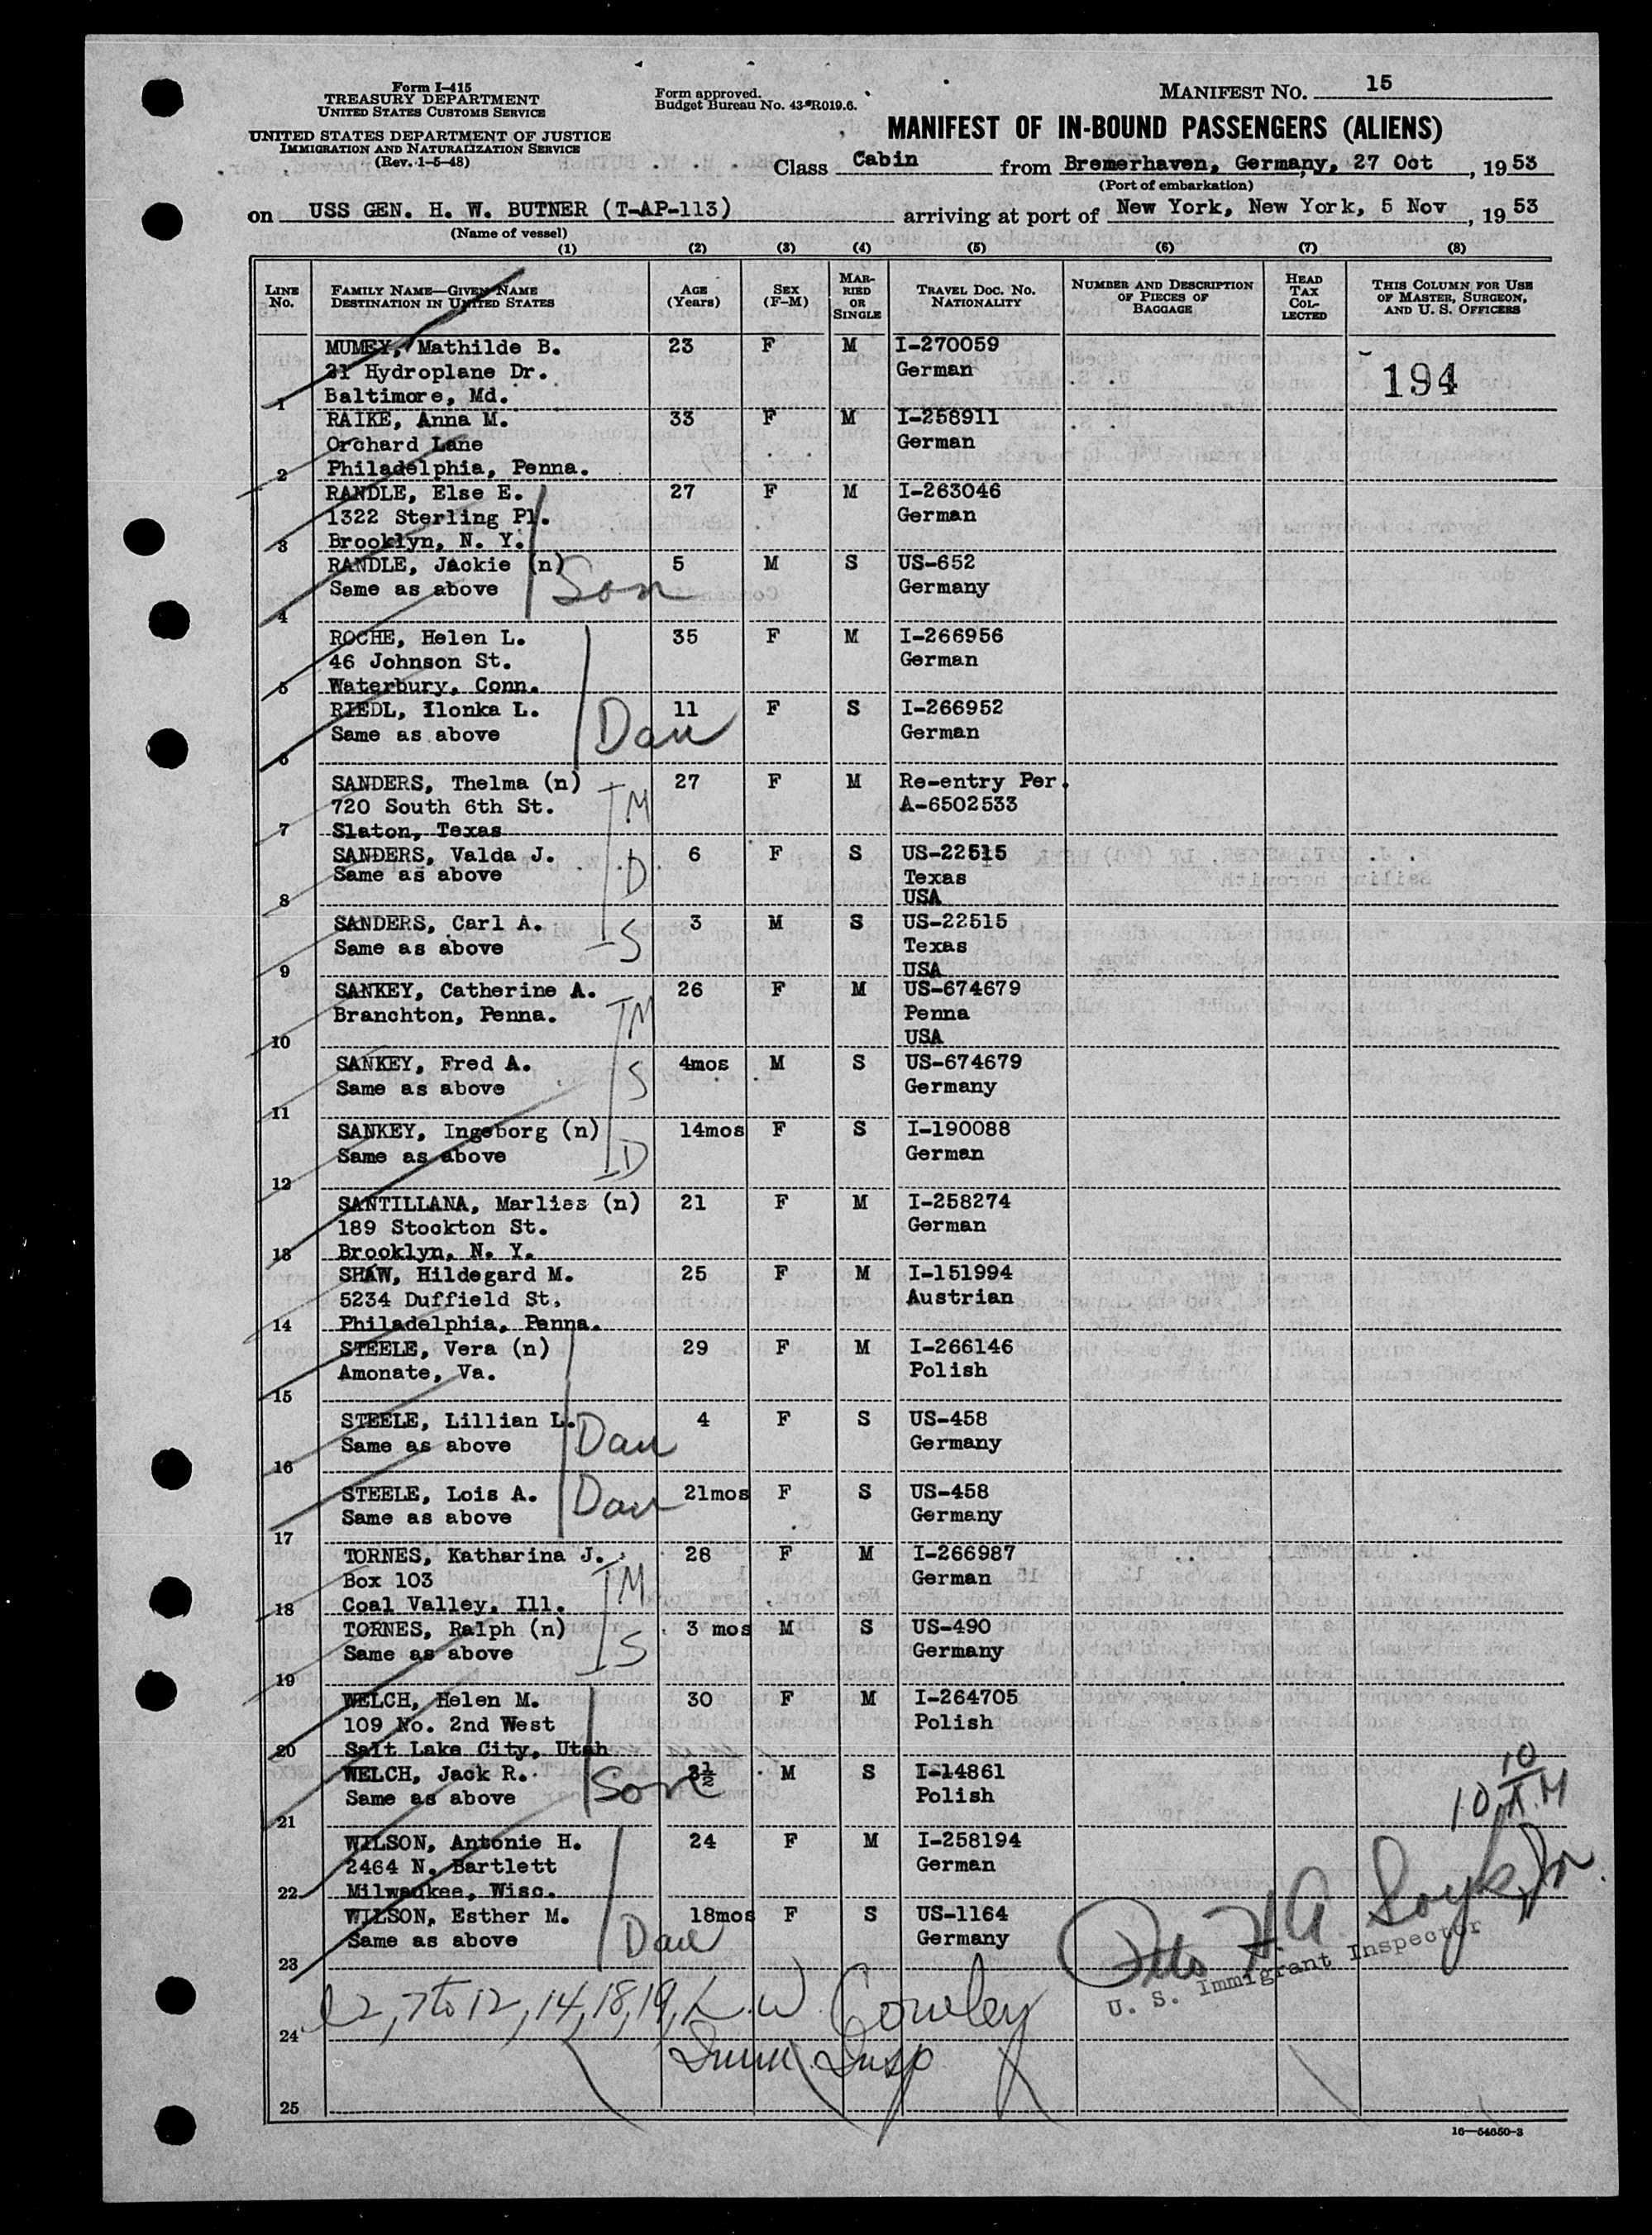 Form I-415
TREASURY DEPARTMENT
UNITED STATES CUSTOMS SERVICE
UNITED STATES DEPARTMENT OF JUSTICE
IMMIGRATION AND NATURALIZATION SERVICE
(Rev. 1-5-48)
Form approved.
Budget Bureau No. 43-R019.6.
MANIFEST No. 15
MANIFEST OF IN-BOUND PASSENGERS (ALIENS)
Class Cabin from Bremerhaven, Germany, 27 Oct, 1953
(Port of embarkation)
on USS GEN. H. W. BUTNER (T-AP-113) arriving at port of New York, New York, 5 Nov, 1953
(Name of vessel)
(1) (2) (3) (4) (5) (6) (7) (8)
LINE No. FAMILY NAME—GIVEN NAME DESTINATION IN UNITED STATES AGE (Years) SEX (F-M) MARRIED OR SINGLE TRAVEL DOC. No. NATIONALITY NUMBER AND DESCRIPTION OF PIECES OF BAGGAGE HEAD TAX COLLECTED THIS COLUMN FOR USE OF MASTER, SURGEON, AND U. S. OFFICERS
MUMEY, Mathilde B. 23 F M I-270059
21 Hydroplane Dr. German 194
1 Baltimore, Md.
RAIKE, Anna M. 33 F M I-258911
Orchard Lane German
2 Philadelphia, Penna.
RANDLE, Else E. 27 F M I-263046
1322 Sterling Pl. German
3 Brooklyn, N. Y.
RANDLE, Jackie (n) 5 M S US-652
Same as above Son Germany
4
ROCHE, Helen L. 35 F M I-266956
46 Johnson St. German
5 Waterbury, Conn.
RIEDL, Ilonka L. 11 F S I-266952
Same as above Dau German
6
SANDERS, Thelma (n) 27 F M Re-entry Per.
720 South 6th St. M A-6502533
7 Slaton, Texas
SANDERS, Valda J. 6 F S US-22515
Same as above D Texas
8 USA
SANDERS, Carl A. 3 M S US-22515
Same as above S Texas
9 USA
SANKEY, Catherine A. 26 F M US-674679
Branchton, Penna. M Penna
10 USA
SANKEY, Fred A. 4mos M S US-674679
Same as above S Germany
11
SANKEY, Ingeborg (n) 14mos F S I-190088
Same as above D German
12
SANTILLANA, Marlies (n) 21 F M I-258274
189 Stockton St. German
13 Brooklyn, N. Y.
SHAW, Hildegard M. 25 F M I-151994
5234 Duffield St. Austrian
14 Philadelphia, Penna.
STEELE, Vera (n) 29 F M I-266146
Amonate, Va. Polish
15
STEELE, Lillian L. 4 F S US-458
Same as above Dau Germany
16
STEELE, Lois A. Dau 21mos F S US-458
Same as above Germany
17
TORNES, Katharina J. 28 F M I-266987
Box 103 M German
18 Coal Valley, Ill.
TORNES, Ralph (n) 3 mos M S US-490
Same as above S Germany
19
WELCH, Helen M. 30 F M I-264705
109 No. 2nd West Polish
20 Salt Lake City, Utah
WELCH, Jack R. Son 3½ M S I-14861
Same as above Polish
21
10 10/A.M
WILSON, Antonie H. 24 F M I-258194
2464 N. Bartlett German
22 Milwaukee, Wisc.
WILSON, Esther M. 18mos F S US-1164
Same as above Dau Germany
23
U. S. Immigrant Inspector
l 2, 7 to 12, 14, 18, 19, L. W. Cowley
24
Imm. Insp
25
16—54650-3